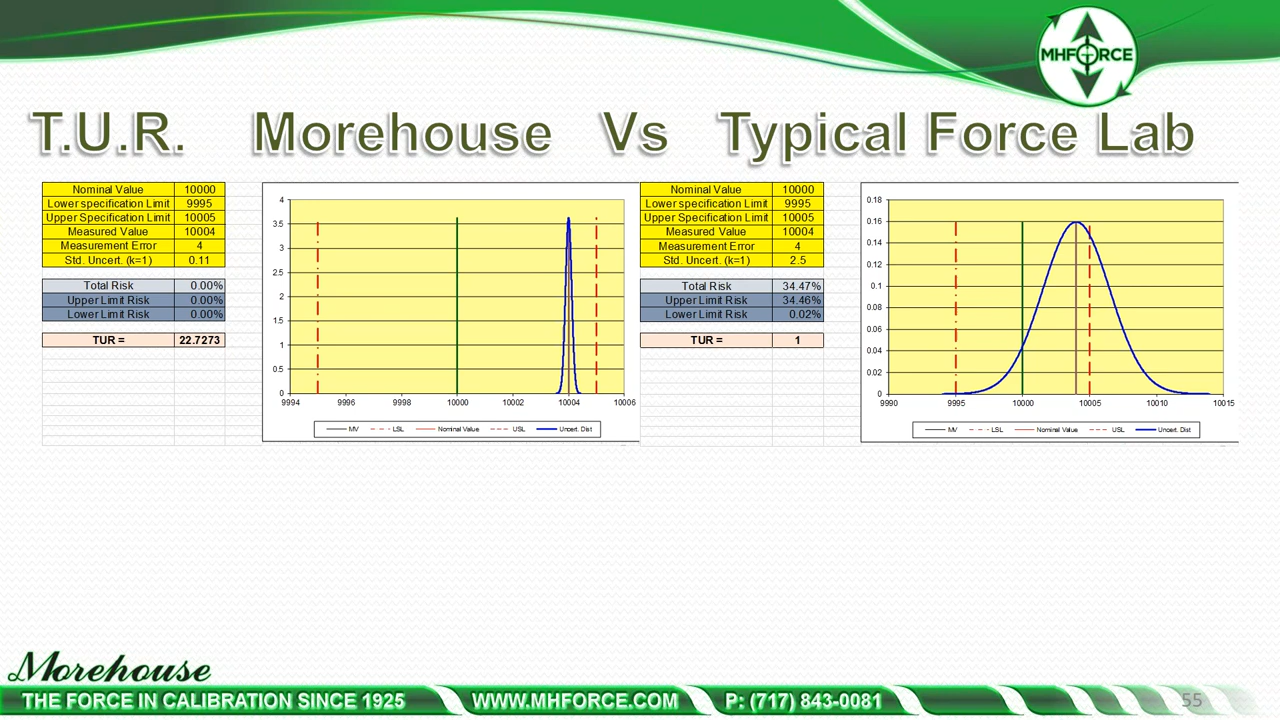 MHFORCE
T.U.R. Morehouse Vs Typical Force Lab
Nominal Value 10000
Lower specification Limit 9995
Upper Specification Limit 10005
Measured Value 10004
Measurement Error 4
Std. Uncert. (k=1) 0.11
Total Risk 0.00%
Upper Limit Risk 0.00%
Lower Limit Risk 0.00%
TUR = 22.7273
4
3.5
3
2.5
2
1.5
1
0.5
0
9994 9996 9998 10000 10002 10004 10006
MV LSL Nominal Value USL Uncert. Dist
Nominal Value 10000
Lower specification Limit 9995
Upper Specification Limit 10005
Measured Value 10004
Measurement Error 4
Std. Uncert. (k=1) 2.5
Total Risk 34.47%
Upper Limit Risk 34.46%
Lower Limit Risk 0.02%
TUR = 1
0.18
0.16
0.14
0.12
0.1
0.08
0.06
0.04
0.02
0
9990 9995 10000 10005 10010 10015
MV LSL Nominal Value USL Uncert. Dist
Morehouse
THE FORCE IN CALIBRATION SINCE 1925 WWW.MHFORCE.COM P: (717) 843-0081 55